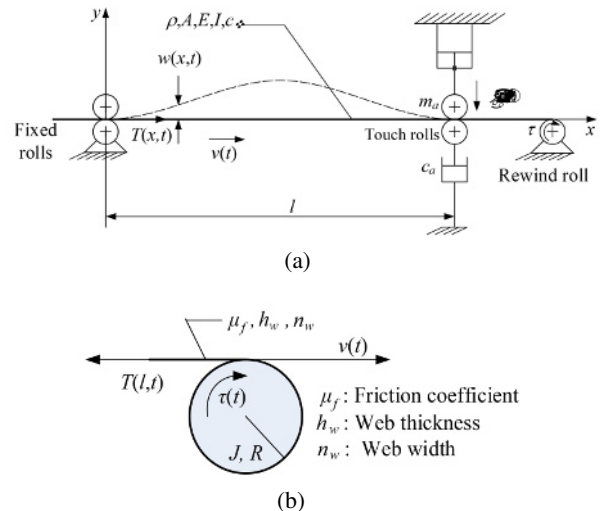 y
ρ,A,E,I,c
w(x,t)
m_a
Fixed rolls
T(x,t)
v(t)
Touch rolls
τ
x
c_a
Rewind roll
l
(a)
μ_f, h_w, n_w
v(t)
T(l,t)
τ(t)
J, R
μ_f : Friction coefficient
h_w : Web thickness
n_w : Web width
(b)